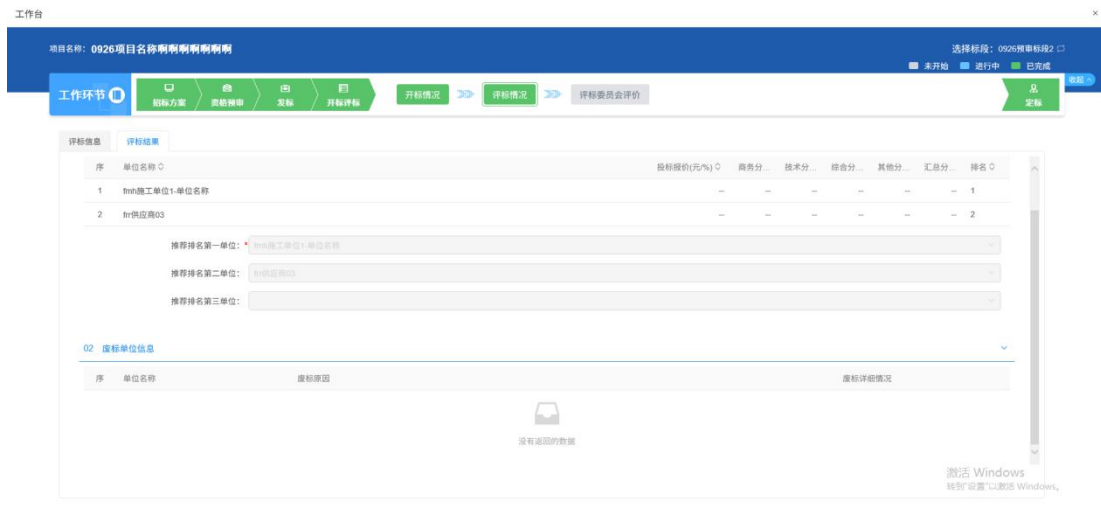 工作台 ×
项目名称：0926项目名称啊啊啊啊啊啊啊
选择标段：0926预审标段2
未开始 进行中 已完成
收起
工作环节
招标方案 资格预审 发标 开标评标
开标情况 评标情况 评标委员会评价
定标
评标信息 评标结果
序 单位名称 投标报价(元/%) 商务分... 技术分... 综合分... 其他分... 汇总分... 排名
1 fmh施工单位1-单位名称 -- -- -- -- -- -- 1
2 frr供应商03 -- -- -- -- -- -- 2
推荐排名第一单位：* fmh施工单位1-单位名称
推荐排名第二单位： frr供应商03
推荐排名第三单位：
02 废标单位信息
序 单位名称 废标原因 废标详细情况
没有返回的数据
激活 Windows
转到"设置"以激活 Windows。